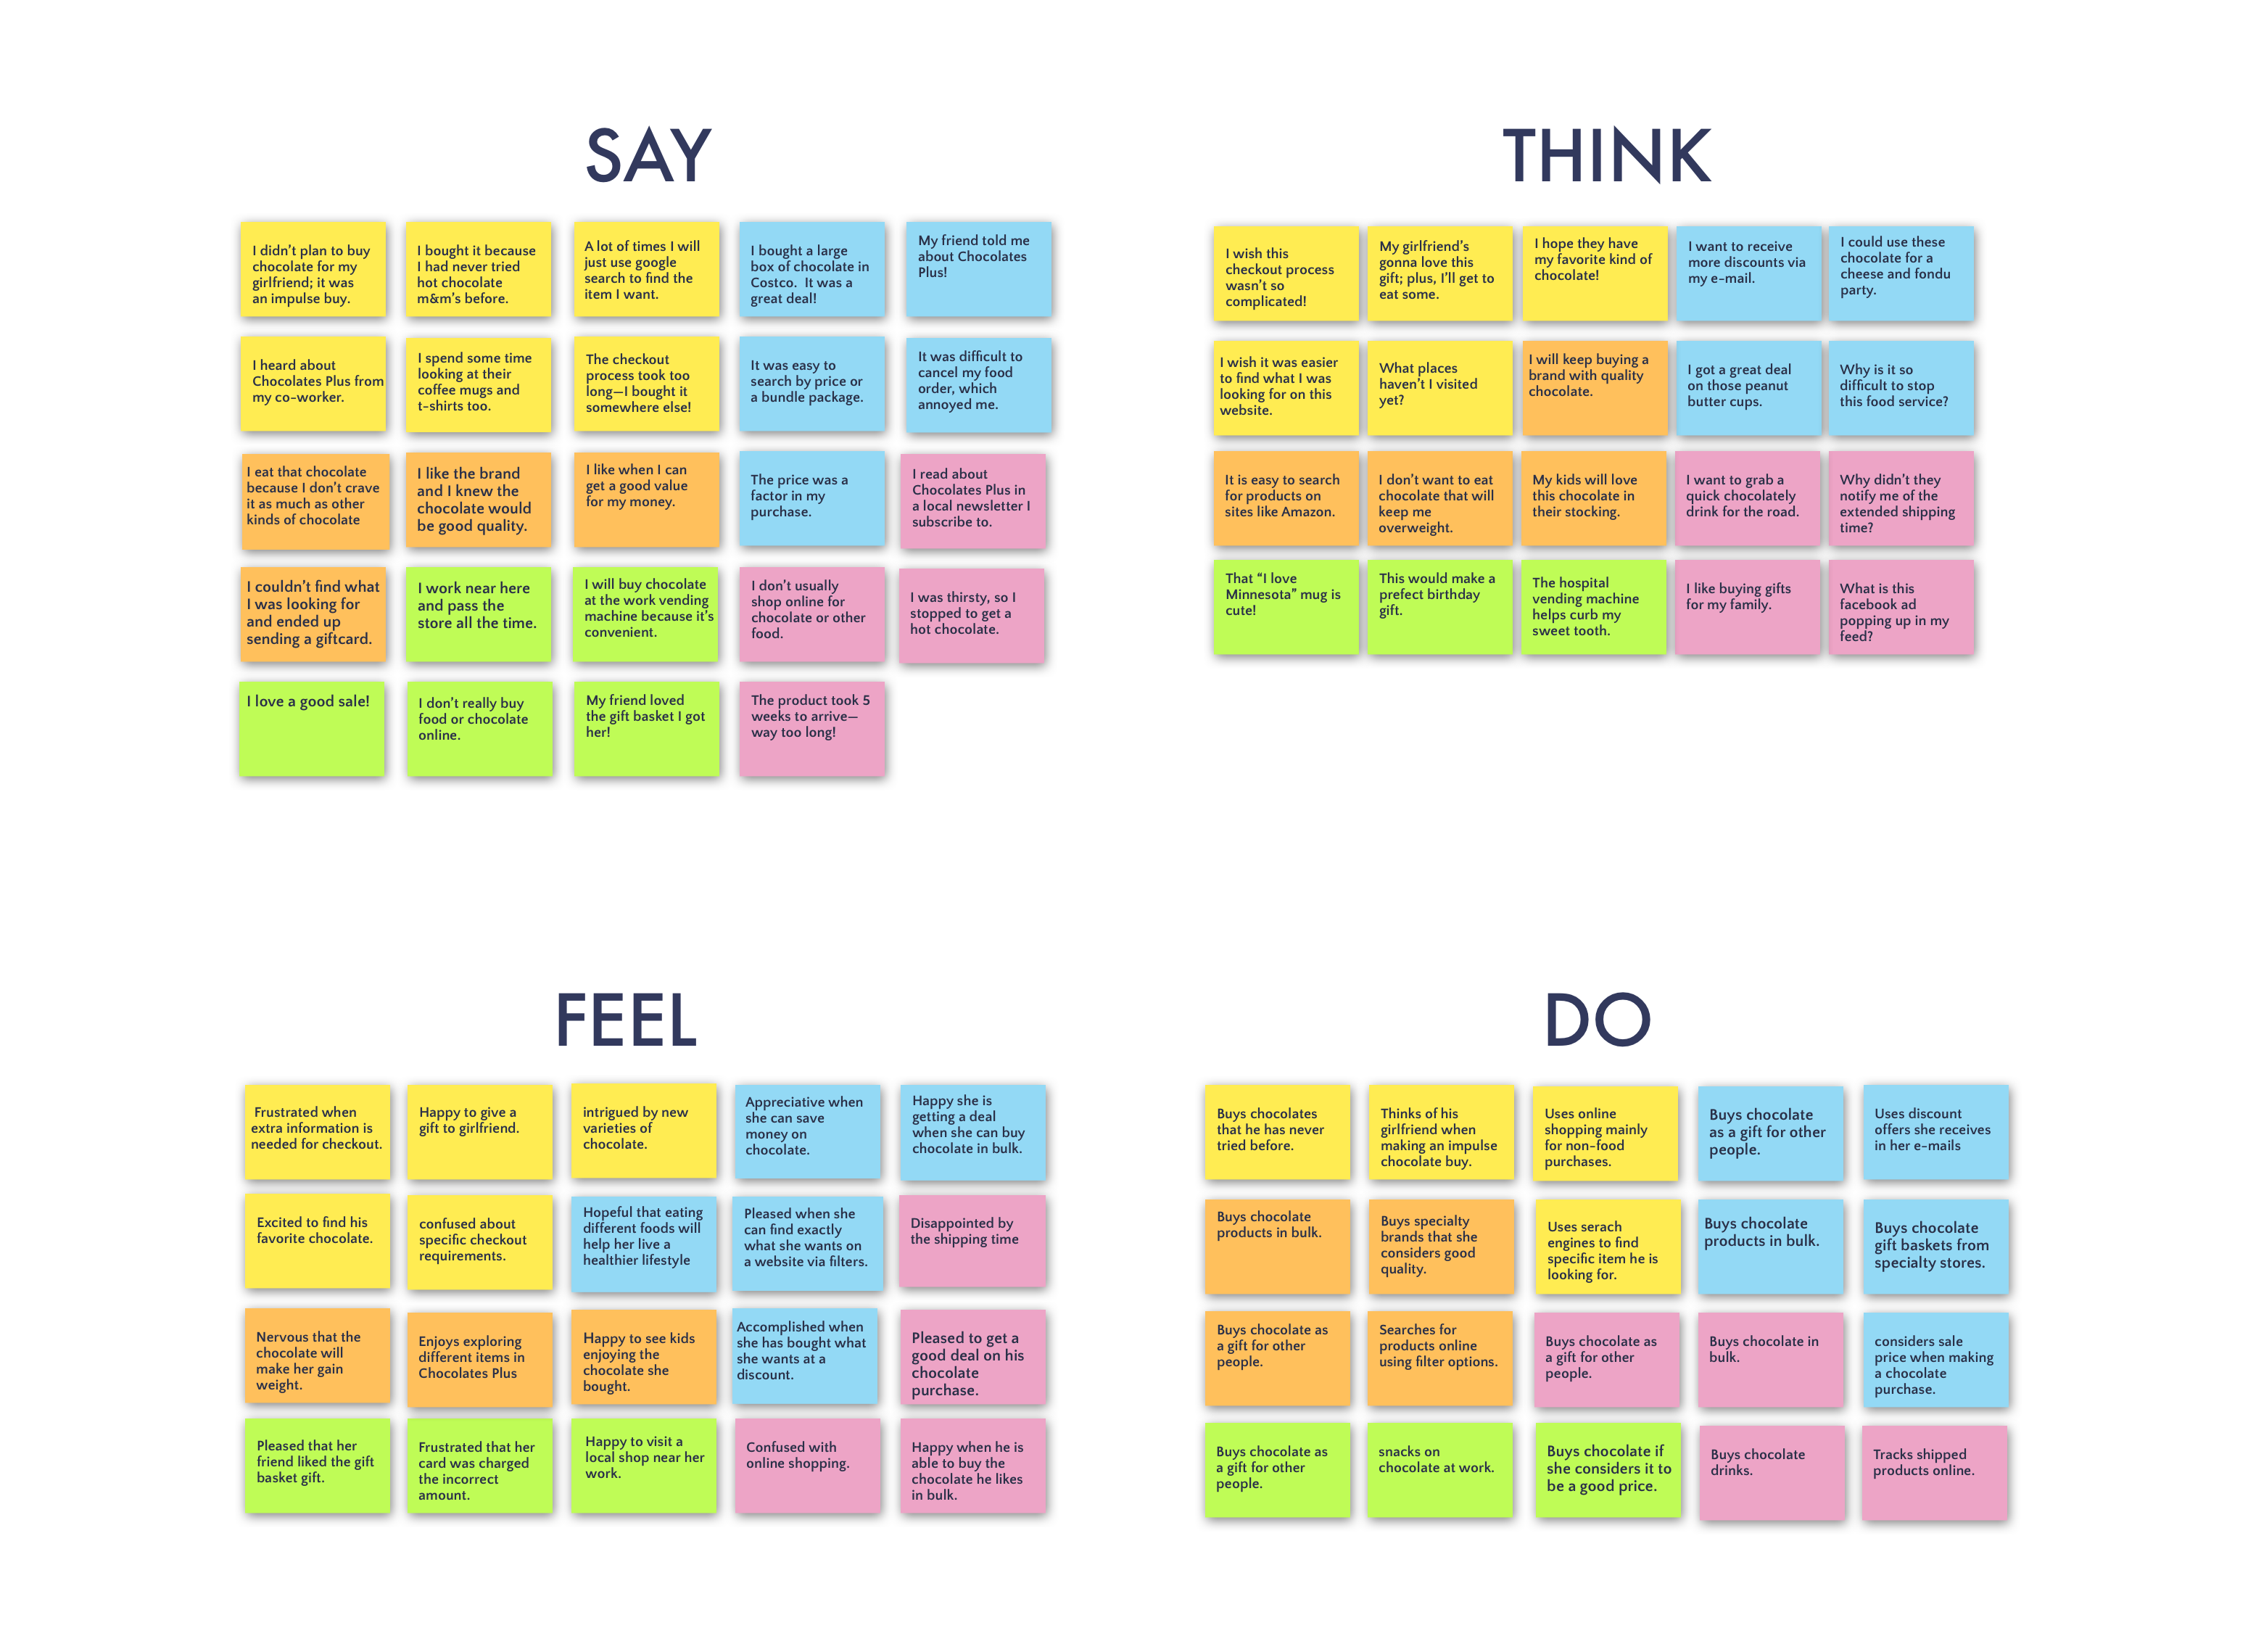 SAY
I didn't plan to buy
chocolate for my
girlfriend; it was
an impulse buy.
I bought it because
I had never tried
hot chocolate
m&m's before.
A lot of times I will
just use google
search to find the
item I want.
I bought a large
box of chocolate in
Costco. It was a
great deal!
My friend told me
about Chocolates
Plus!
I heard about
Chocolates Plus from
my co-worker.
I spend some time
looking at their
coffee mugs and
t-shirts too.
The checkout
process took too
long—I bought it
somewhere else!
It was easy to
search by price or
a bundle package.
It was difficult to
cancel my food
order, which
annoyed me.
I eat that chocolate
because I don't crave
it as much as other
kinds of chocolate
I like the brand
and I knew the
chocolate would
be good quality.
I like when I can
get a good value
for my money.
The price was a
factor in my
purchase.
I read about
Chocolates Plus in
a local newsletter I
subscribe to.
I couldn't find what
I was looking for
and ended up
sending a giftcard.
I work near here
and pass the
store all the time.
I will buy chocolate
at the work vending
machine because it's
convenient.
I don't usually
shop online for
chocolate or other
food.
I was thirsty, so I
stopped to get a
hot chocolate.
I love a good sale!
I don't really buy
food or chocolate
online.
My friend loved
the gift basket I got
her!
The product took 5
weeks to arrive—
way too long!
THINK
I wish this
checkout process
wasn't so
complicated!
My girlfriend's
gonna love this
gift; plus, I'll get to
eat some.
I hope they have
my favorite kind of
chocolate!
I want to receive
more discounts via
my e-mail.
I could use these
chocolate for a
cheese and fondu
party.
I wish it was easier
to find what I was
looking for on this
website.
What places
haven't I visited
yet?
I will keep buying a
brand with quality
chocolate.
I got a great deal
on those peanut
butter cups.
Why is it so
difficult to stop
this food service?
It is easy to search
for products on
sites like Amazon.
I don't want to eat
chocolate that will
keep me
overweight.
My kids will love
this chocolate in
their stocking.
I want to grab a
quick chocolately
drink for the road.
Why didn't they
notify me of the
extended shipping
time?
That "I love
Minnesota" mug is
cute!
This would make a
prefect birthday
gift.
The hospital
vending machine
helps curb my
sweet tooth.
I like buying gifts
for my family.
What is this
facebook ad
popping up in my
feed?
FEEL
Frustrated when
extra information is
needed for checkout.
Happy to give a
gift to girlfriend.
intrigued by new
varieties of
chocolate.
Appreciative when
she can save
money on
chocolate.
Happy she is
getting a deal
when she can buy
chocolate in bulk.
Excited to find his
favorite chocolate.
confused about
specific checkout
requirements.
Hopeful that eating
different foods will
help her live a
healthier lifestyle
Pleased when she
can find exactly
what she wants on
a website via filters.
Disappointed by
the shipping time
Nervous that the
chocolate will
make her gain
weight.
Enjoys exploring
different items in
Chocolates Plus
Happy to see kids
enjoying the
chocolate she
bought.
Accomplished when
she has bought what
she wants at a
discount.
Pleased to get a
good deal on his
chocolate
purchase.
Pleased that her
friend liked the gift
basket gift.
Frustrated that her
card was charged
the incorrect
amount.
Happy to visit a
local shop near her
work.
Confused with
online shopping.
Happy when he is
able to buy the
chocolate he likes
in bulk.
DO
Buys chocolates
that he has never
tried before.
Thinks of his
girlfriend when
making an impulse
chocolate buy.
Uses online
shopping mainly
for non-food
purchases.
Buys chocolate
as a gift for other
people.
Uses discount
offers she receives
in her e-mails
Buys chocolate
products in bulk.
Buys specialty
brands that she
considers good
quality.
Uses serach
engines to find
specific item he is
looking for.
Buys chocolate
products in bulk.
Buys chocolate
gift baskets from
specialty stores.
Buys chocolate as
a gift for other
people.
Searches for
products online
using filter options.
Buys chocolate as
a gift for other
people.
Buys chocolate in
bulk.
considers sale
price when making
a chocolate
purchase.
Buys chocolate as
a gift for other
people.
snacks on
chocolate at work.
Buys chocolate if
she considers it to
be a good price.
Buys chocolate
drinks.
Tracks shipped
products online.